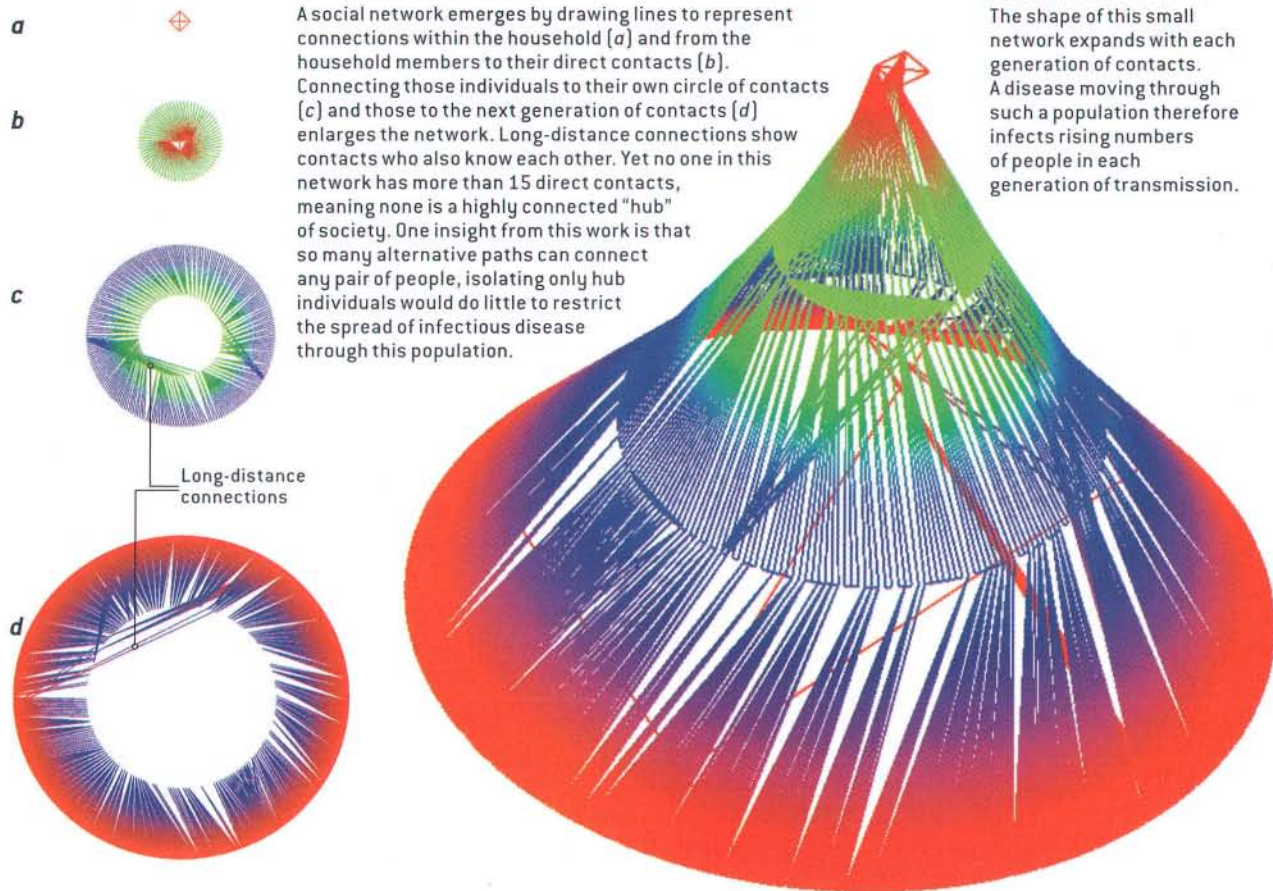 a
A social network emerges by drawing lines to represent
connections within the household (a) and from the
household members to their direct contacts (b).
Connecting those individuals to their own circle of contacts
(c) and those to the next generation of contacts (d)
enlarges the network. Long-distance connections show
contacts who also know each other. Yet no one in this
network has more than 15 direct contacts,
meaning none is a highly connected “hub”
of society. One insight from this work is that
so many alternative paths can connect
any pair of people, isolating only hub
individuals would do little to restrict
the spread of infectious disease
through this population.
The shape of this small
network expands with each
generation of contacts.
A disease moving through
such a population therefore
infects rising numbers
of people in each
generation of transmission.
b
c
Long-distance
connections
d